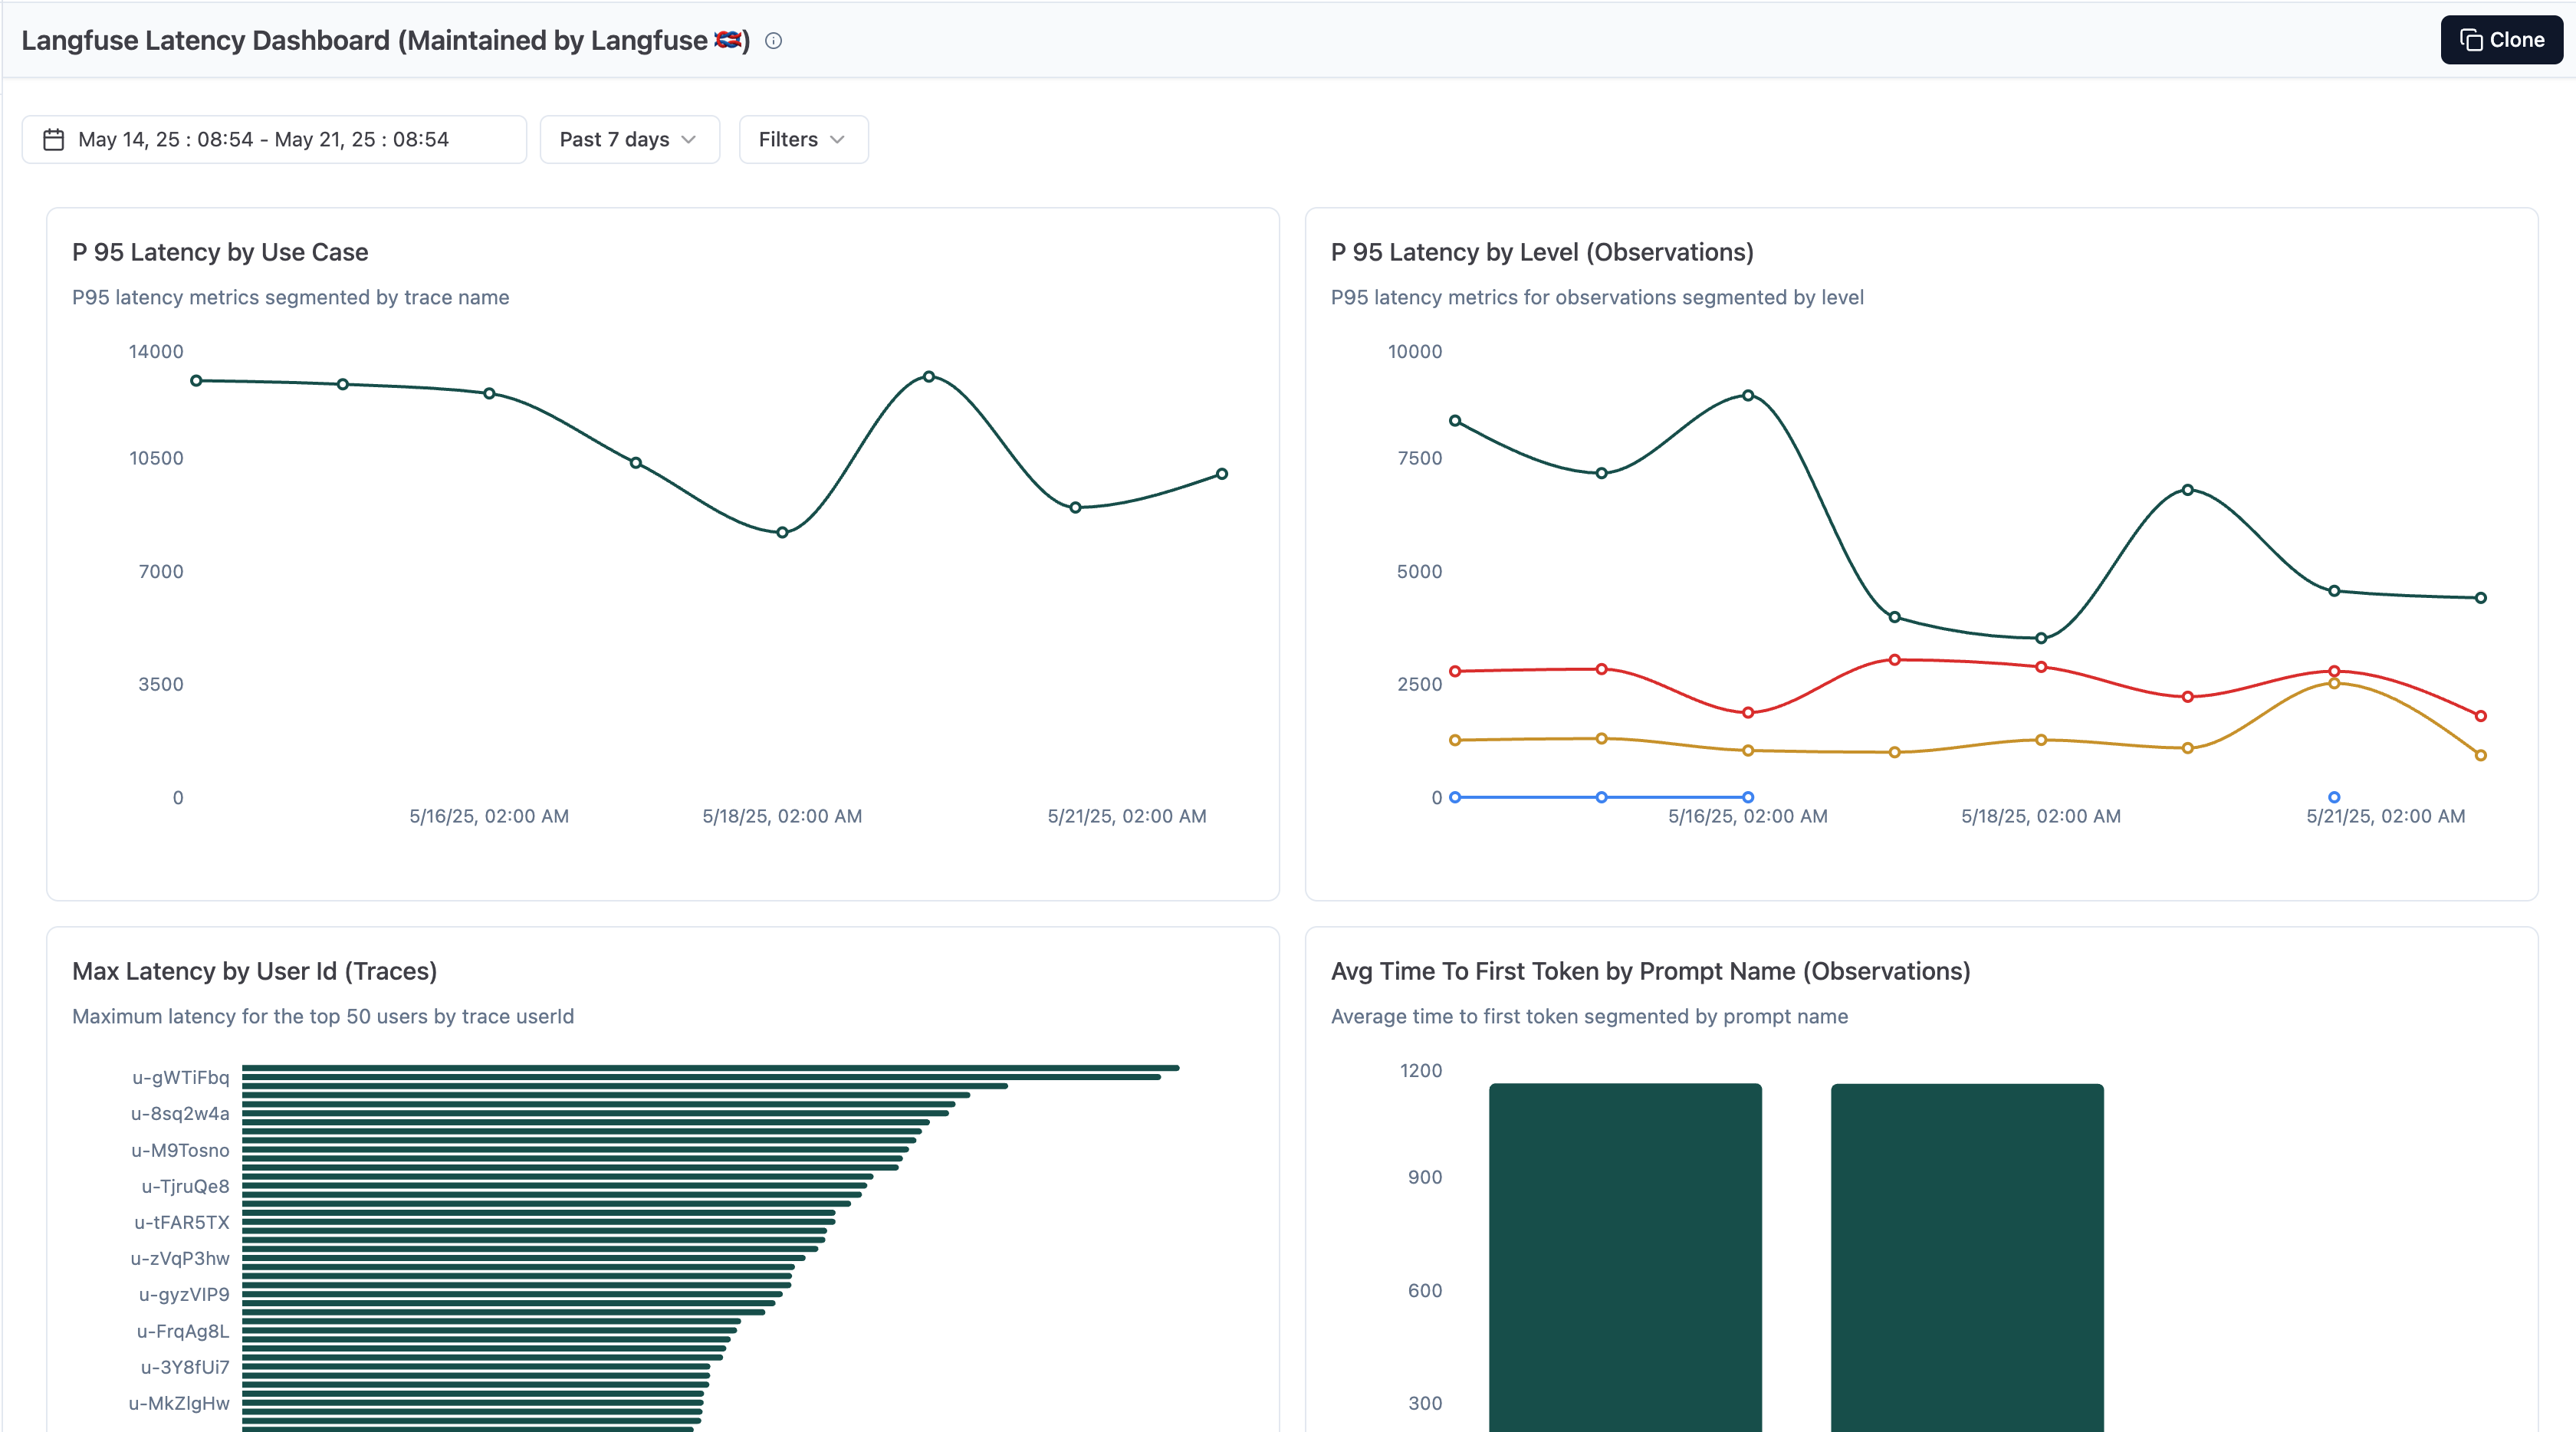 Langfuse Latency Dashboard (Maintained by Langfuse 🪢)
Clone
May 14, 25 : 08:54 - May 21, 25 : 08:54
Past 7 days
Filters
P 95 Latency by Use Case
P95 latency metrics segmented by trace name
14000
10500
7000
3500
0
5/16/25, 02:00 AM
5/18/25, 02:00 AM
5/21/25, 02:00 AM
P 95 Latency by Level (Observations)
P95 latency metrics for observations segmented by level
10000
7500
5000
2500
0
5/16/25, 02:00 AM
5/18/25, 02:00 AM
5/21/25, 02:00 AM
Max Latency by User Id (Traces)
Maximum latency for the top 50 users by trace userId
u-gWTiFbq
u-8sq2w4a
u-M9Tosno
u-TjruQe8
u-tFAR5TX
u-zVqP3hw
u-gyzVIP9
u-FrqAg8L
u-3Y8fUi7
u-MkZlgHw
Avg Time To First Token by Prompt Name (Observations)
Average time to first token segmented by prompt name
1200
900
600
300